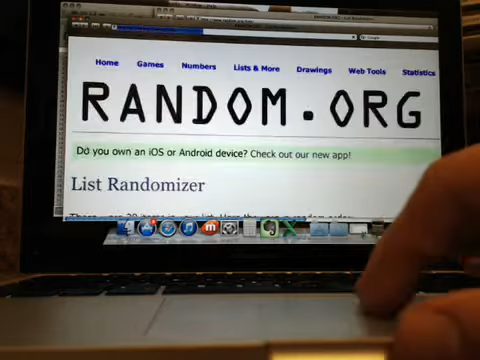 Home Games Numbers Lists & More Drawings Web Tools Statistics
RANDOM.ORG
Do you own an iOS or Android device? Check out our new app!
List Randomizer